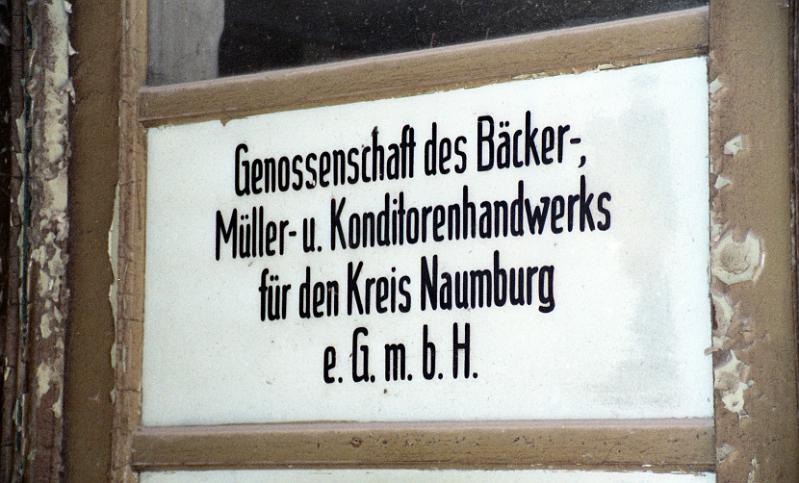 Genossenschaft des Bäcker-,
Müller- u. Konditorenhandwerks
für den Kreis Naumburg
e. G. m. b. H.